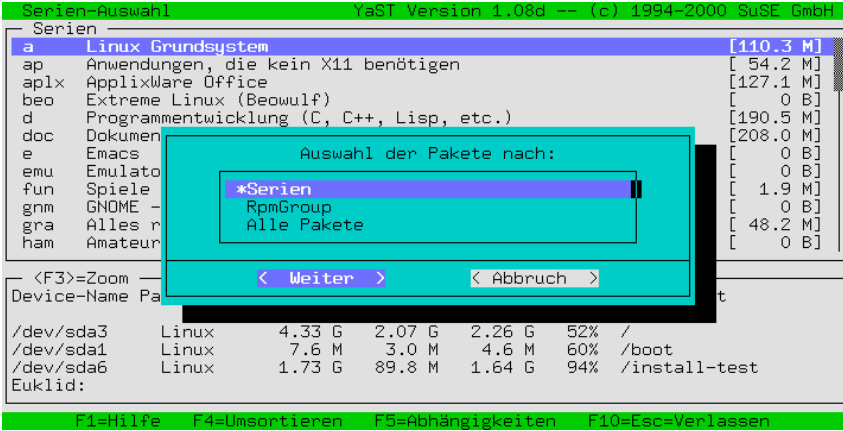 Serien-Auswahl YaST Version 1.08d -- (c) 1994-2000 SuSE GmbH
Serien
a Linux Grundsystem [110.3 M]
ap Anwendungen, die kein X11 benötigen [ 54.2 M]
aplx ApplixWare Office [127.1 M]
beo Extreme Linux (Beowulf) [ 0 B]
d Programmentwicklung (C, C++, Lisp, etc.) [190.5 M]
doc Dokumen [208.0 M]
e Emacs [ 0 B]
emu Emulato [ 0 B]
fun Spiele [ 1.9 M]
gnm GNOME - [ 0 B]
gra Alles r [ 48.2 M]
ham Amateur [ 0 B]
Auswahl der Pakete nach:
*Serien
RpmGroup
Alle Pakete
< Weiter > < Abbruch >
<F3>=Zoom
Device-Name Pa t
/dev/sda3 Linux 4.33 G 2.07 G 2.26 G 52% /
/dev/sda1 Linux 7.6 M 3.0 M 4.6 M 60% /boot
/dev/sda6 Linux 1.73 G 89.8 M 1.64 G 94% /install-test
Euklid:
F1=Hilfe F4=Umsortieren F5=Abhängigkeiten F10=Esc=Verlassen